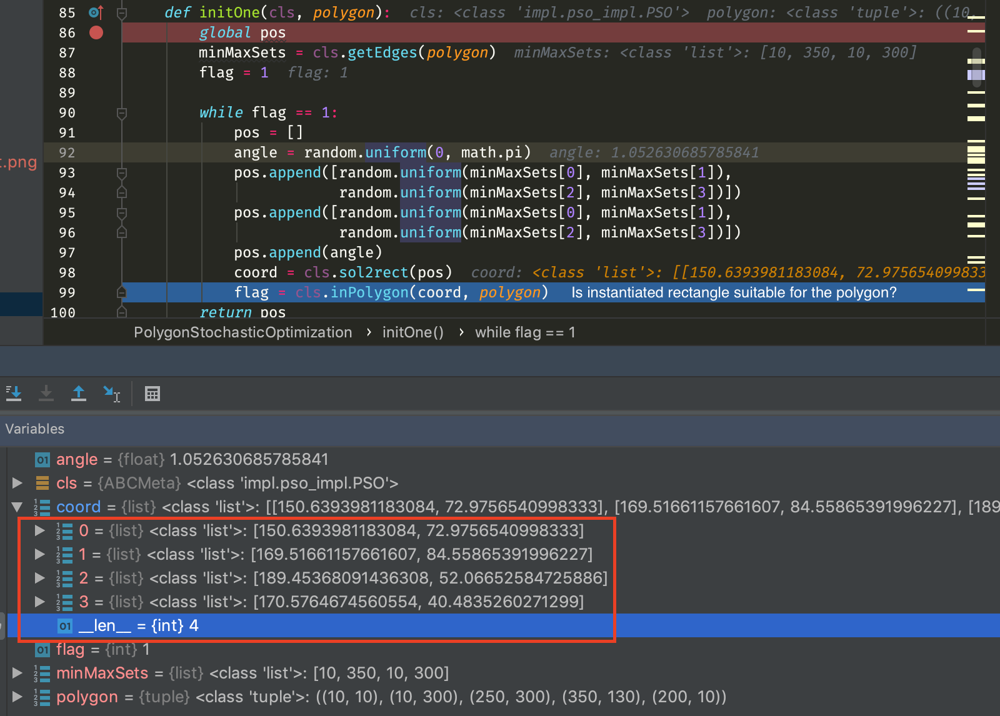 85 def initOne(cls, polygon): cls: <class 'impl.pso_impl.PSO'> polygon: <class 'tuple'>: ((10,
86 global pos
87 minMaxSets = cls.getEdges(polygon) minMaxSets: <class 'list'>: [10, 350, 10, 300]
88 flag = 1 flag: 1
89
90 while flag == 1:
91 pos = []
t.png
92 angle = random.uniform(0, math.pi) angle: 1.052630685785841
93 pos.append([random.uniform(minMaxSets[0], minMaxSets[1]),
94 random.uniform(minMaxSets[2], minMaxSets[3])])
95 pos.append([random.uniform(minMaxSets[0], minMaxSets[1]),
96 random.uniform(minMaxSets[2], minMaxSets[3])])
97 pos.append(angle)
98 coord = cls.sol2rect(pos) coord: <class 'list'>: [[150.6393981183084, 72.9756540998333
99 flag = cls.inPolygon(coord, polygon) Is instantiated rectangle suitable for the polygon?
100 return pos
PolygonStochasticOptimization › initOne() › while flag == 1
Variables
01 angle = {float} 1.052630685785841
cls = {ABCMeta} <class 'impl.pso_impl.PSO'>
coord = {list} <class 'list'>: [[150.6393981183084, 72.9756540998333], [169.51661157661607, 84.55865391996227], [189
0 = {list} <class 'list'>: [150.6393981183084, 72.9756540998333]
1 = {list} <class 'list'>: [169.51661157661607, 84.55865391996227]
2 = {list} <class 'list'>: [189.45368091436308, 52.06652584725886]
3 = {list} <class 'list'>: [170.5764674560554, 40.4835260271299]
01 __len__ = {int} 4
01 flag = {int} 1
minMaxSets = {list} <class 'list'>: [10, 350, 10, 300]
polygon = {tuple} <class 'tuple'>: ((10, 10), (10, 300), (250, 300), (350, 130), (200, 10))